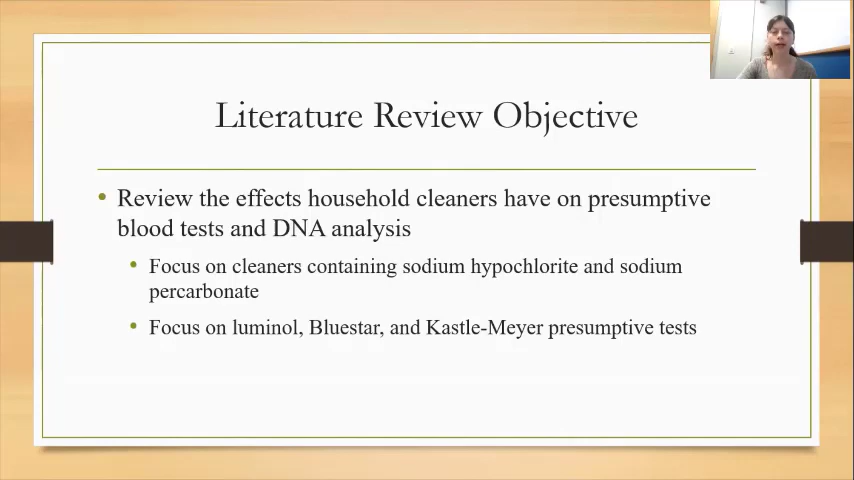 Literature Review Objective
• Review the effects household cleaners have on presumptive
blood tests and DNA analysis
• Focus on cleaners containing sodium hypochlorite and sodium
percarbonate
• Focus on luminol, Bluestar, and Kastle-Meyer presumptive tests